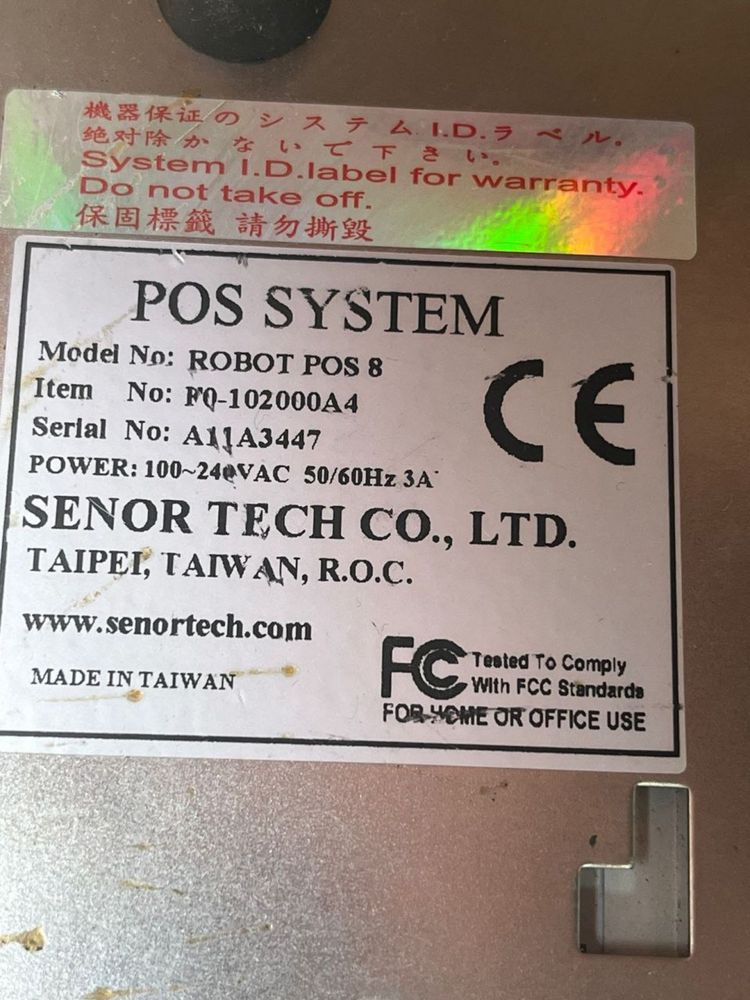 機器保证のシステム I.D.ラベル。
绝对除かないで下さい。
System I.D.label for warranty.
Do not take off.
保固標籤 請勿撕毀
POS SYSTEM
Model No: ROBOT POS 8
Item No: FQ-102000A4
Serial No: A11A3447
POWER: 100~240VAC 50/60Hz 3A
CE
SENOR TECH CO., LTD.
TAIPEI, TAIWAN, R.O.C.
www.senortech.com
MADE IN TAIWAN
FC Tested To Comply
With FCC Standards
FOR HOME OR OFFICE USE